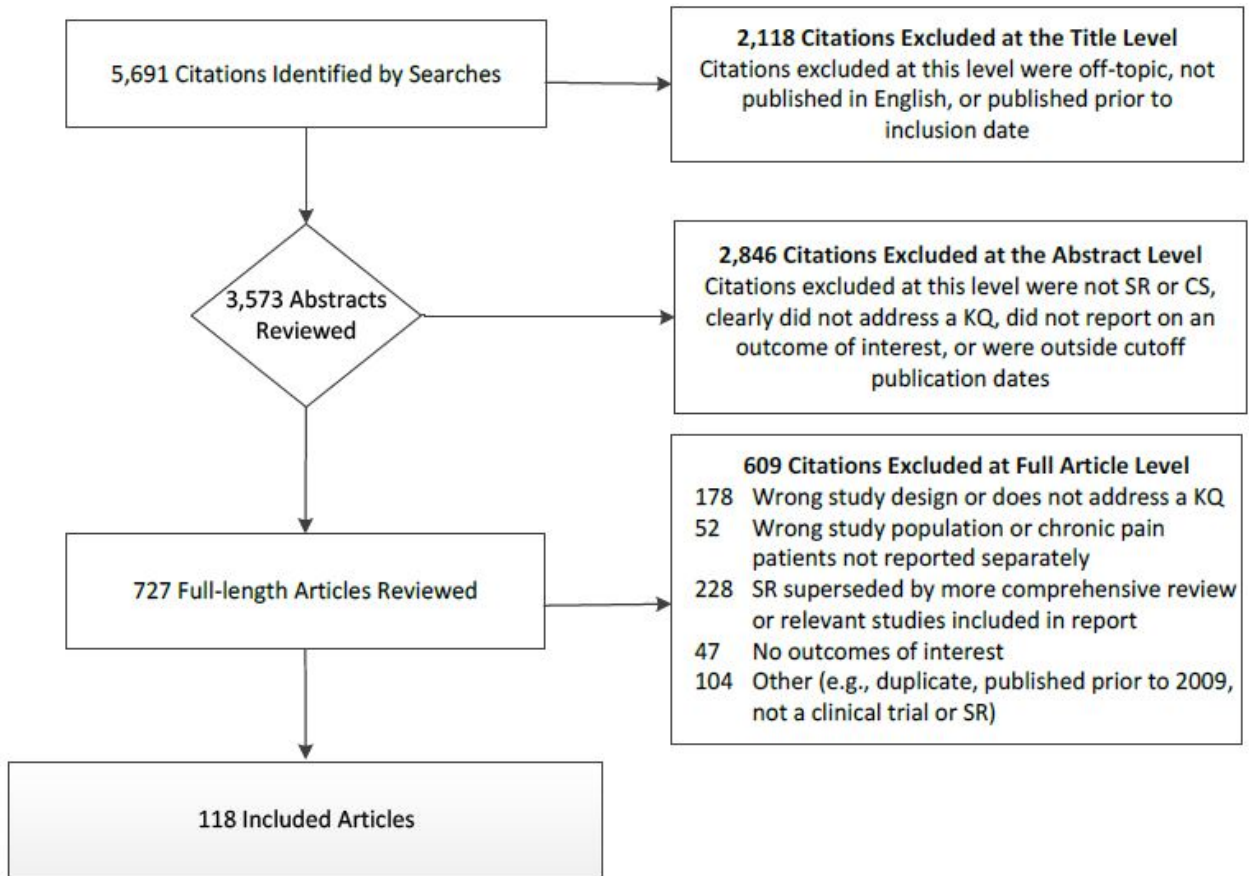 5,691 Citations Identified by Searches
2,118 Citations Excluded at the Title Level
Citations excluded at this level were off-topic, not
published in English, or published prior to
inclusion date
3,573 Abstracts
Reviewed
2,846 Citations Excluded at the Abstract Level
Citations excluded at this level were not SR or CS,
clearly did not address a KQ, did not report on an
outcome of interest, or were outside cutoff
publication dates
727 Full-length Articles Reviewed
609 Citations Excluded at Full Article Level
178 Wrong study design or does not address a KQ
52 Wrong study population or chronic pain
patients not reported separately
228 SR superseded by more comprehensive review
or relevant studies included in report
47 No outcomes of interest
104 Other (e.g., duplicate, published prior to 2009,
not a clinical trial or SR)
118 Included Articles